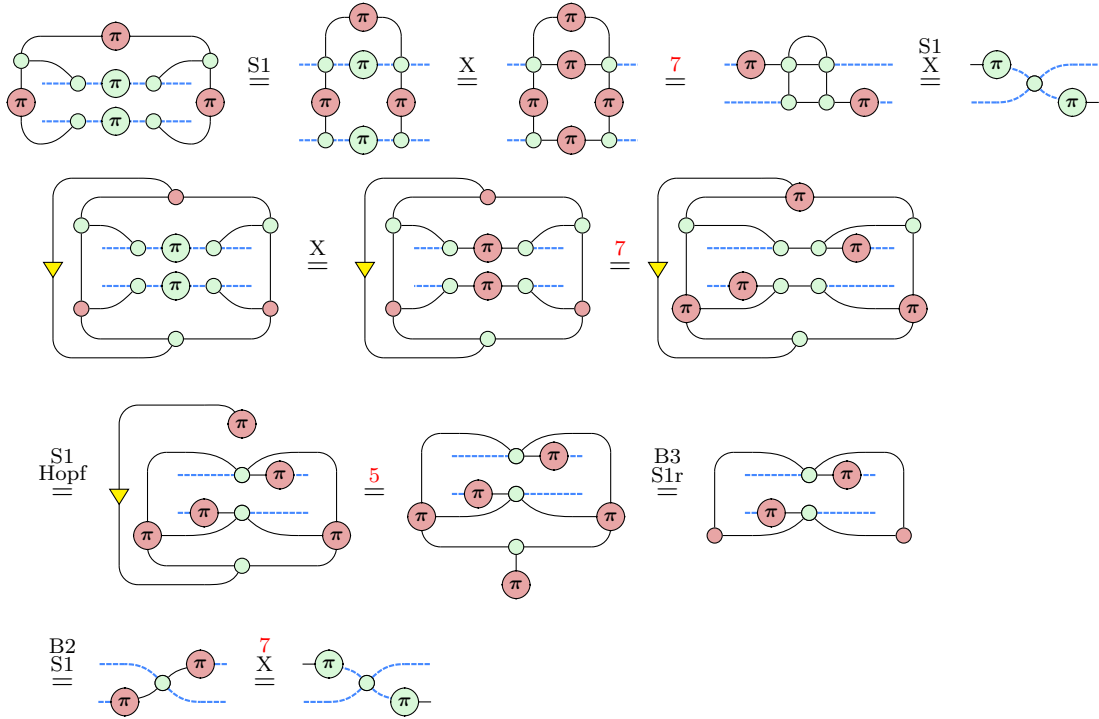 π π
π
S1
S1 π X π 7 π X π
= = = =
π
π π π π π π π π
π
π π
π
π X π 7 π
= =
π π π
π π
π
S1 π B3
Hopf π 5 S1r π
= π = =
π π
π π
π π
π
B2 7
S1 π X π
= =
π π